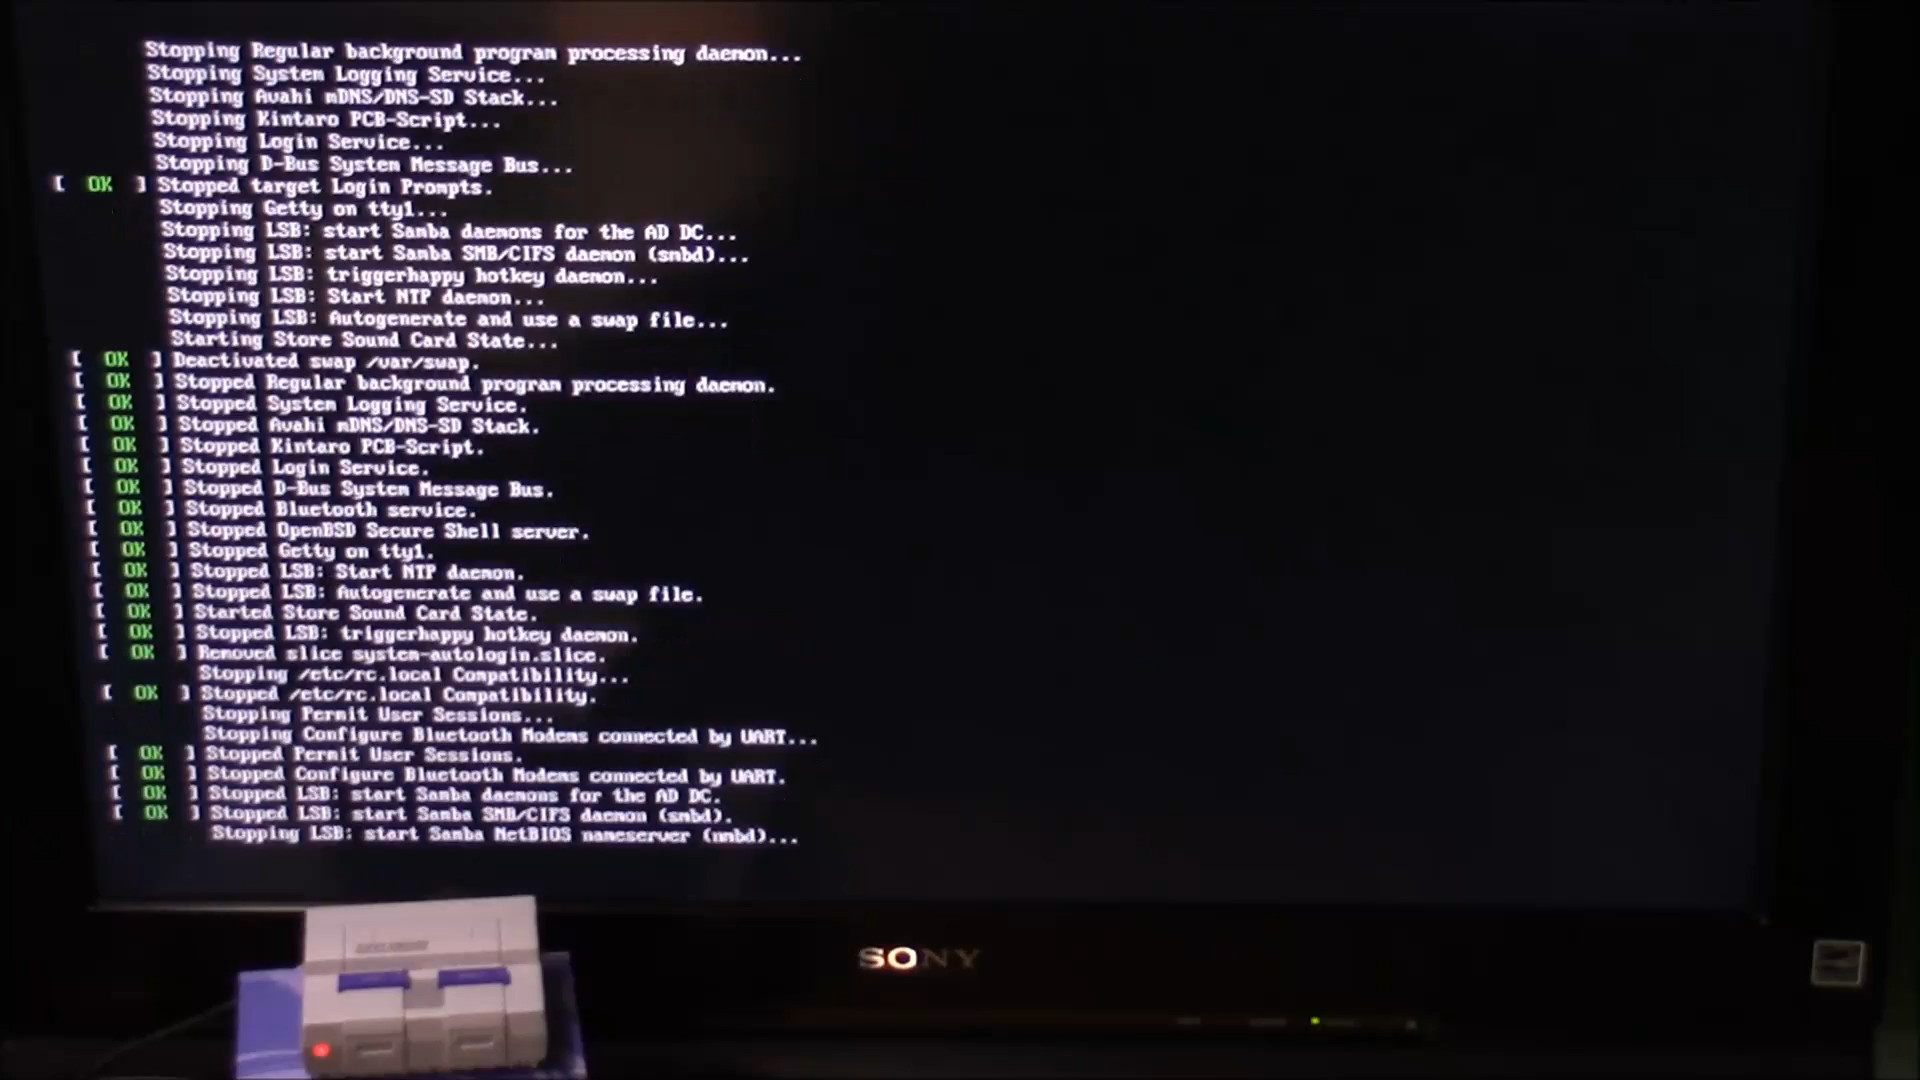 Stopping Regular background program processing daemon...
Stopping System Logging Service...
Stopping Avahi mDNS/DNS-SD Stack...
Stopping Kintaro PCB-Script...
Stopping Login Service...
Stopping D-Bus System Message Bus...
[ OK ] Stopped target Login Prompts.
Stopping Getty on tty1...
Stopping LSB: start Samba daemons for the AD DC...
Stopping LSB: start Samba SMB/CIFS daemon (smbd)...
Stopping LSB: triggerhappy hotkey daemon...
Stopping LSB: Start NTP daemon...
Stopping LSB: Autogenerate and use a swap file...
Starting Store Sound Card State...
[ OK ] Deactivated swap /var/swap.
[ OK ] Stopped Regular background program processing daemon.
[ OK ] Stopped System Logging Service.
[ OK ] Stopped Avahi mDNS/DNS-SD Stack.
[ OK ] Stopped Kintaro PCB-Script.
[ OK ] Stopped Login Service.
[ OK ] Stopped D-Bus System Message Bus.
[ OK ] Stopped Bluetooth service.
[ OK ] Stopped OpenBSD Secure Shell server.
[ OK ] Stopped Getty on tty1.
[ OK ] Stopped LSB: Start NTP daemon.
[ OK ] Stopped LSB: Autogenerate and use a swap file.
[ OK ] Started Store Sound Card State.
[ OK ] Stopped LSB: triggerhappy hotkey daemon.
[ OK ] Removed slice system-autologin.slice.
Stopping /etc/rc.local Compatibility...
[ OK ] Stopped /etc/rc.local Compatibility.
Stopping Permit User Sessions...
Stopping Configure Bluetooth Modems connected by UART...
[ OK ] Stopped Permit User Sessions.
[ OK ] Stopped Configure Bluetooth Modems connected by UART.
[ OK ] Stopped LSB: start Samba daemons for the AD DC.
[ OK ] Stopped LSB: start Samba SMB/CIFS daemon (smbd).
Stopping LSB: start Samba NetBIOS nameserver (nmbd)...
SONY